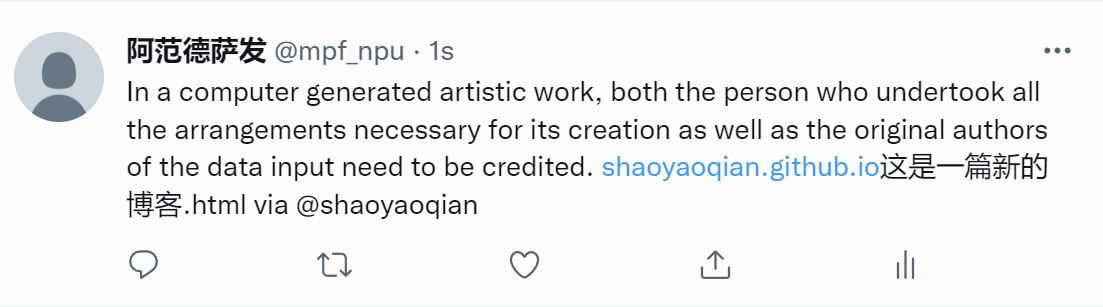 阿范德萨发 @mpf_npu · 1s
In a computer generated artistic work, both the person who undertook all
the arrangements necessary for its creation as well as the original authors
of the data input need to be credited. shaoyaoqian.github.io这是一篇新的
博客.html via @shaoyaoqian